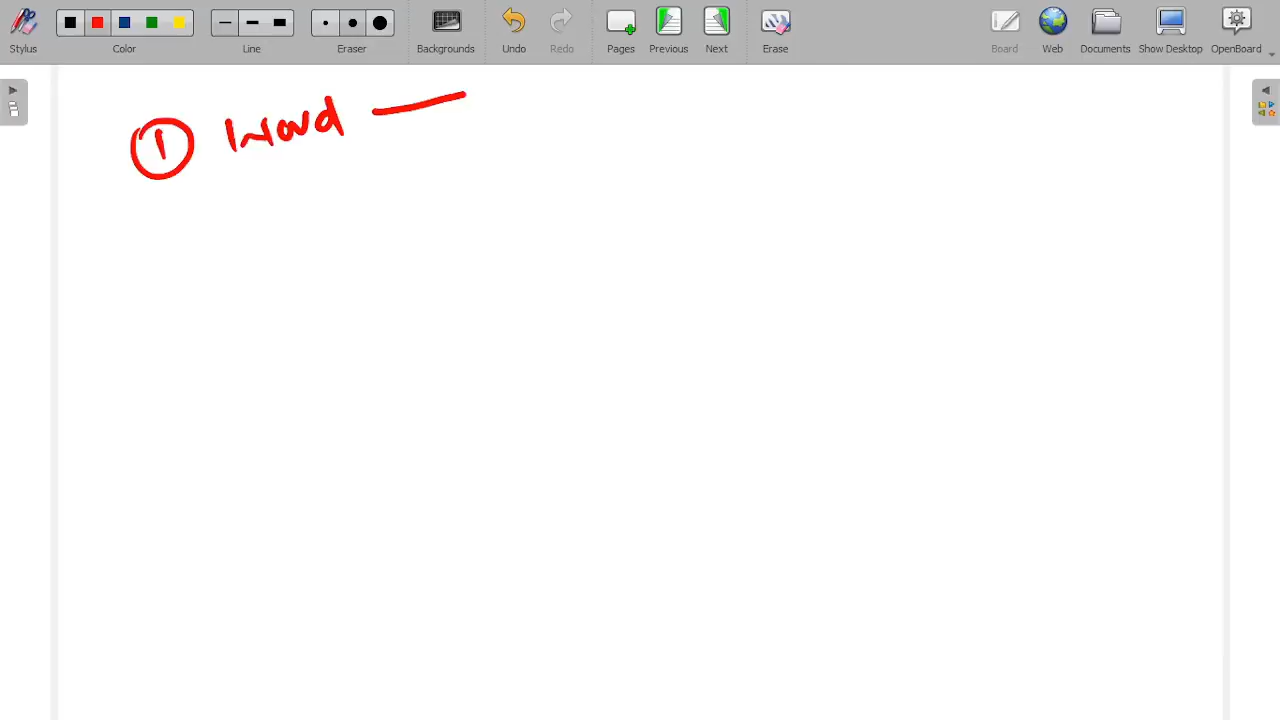 Stylus Color Line Eraser Backgrounds Undo Redo Pages Previous Next Erase Board Web Documents Show Desktop OpenBoard
① Word —